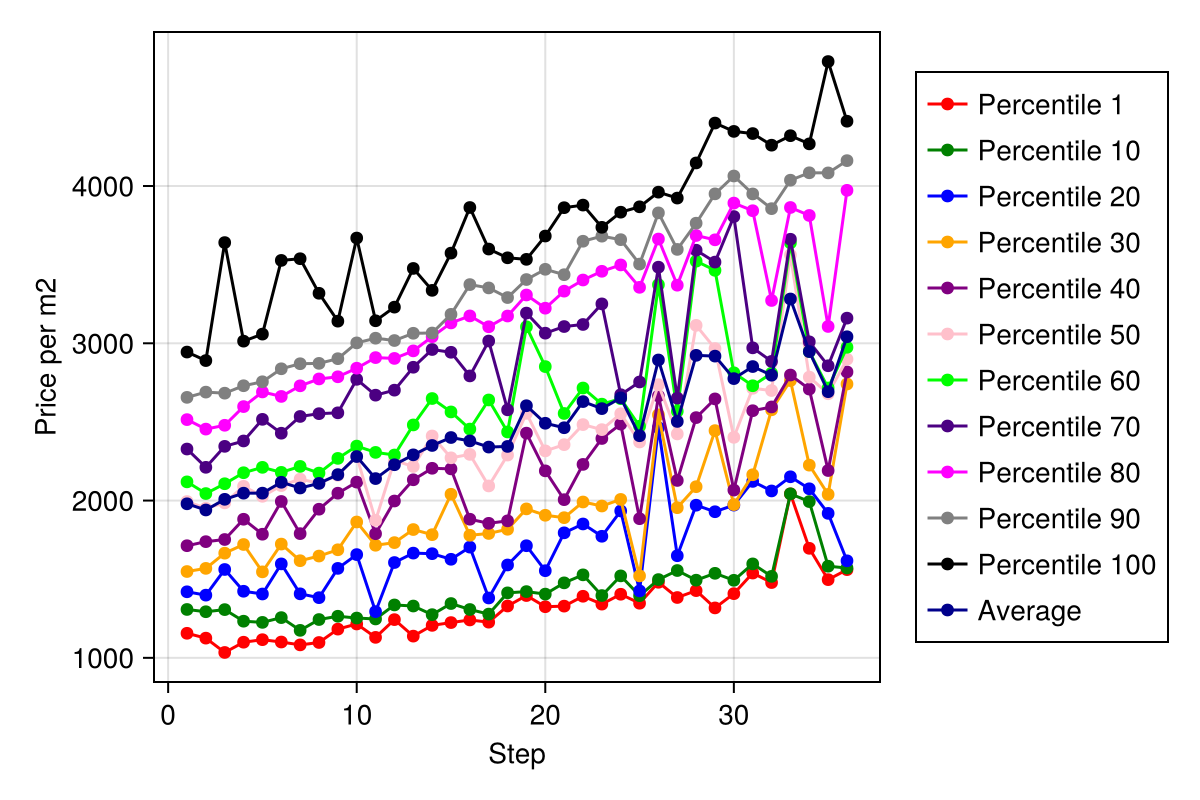 Price per m2
4000
3000
2000
1000
0
10
20
30
Step
Percentile 1
Percentile 10
Percentile 20
Percentile 30
Percentile 40
Percentile 50
Percentile 60
Percentile 70
Percentile 80
Percentile 90
Percentile 100
Average